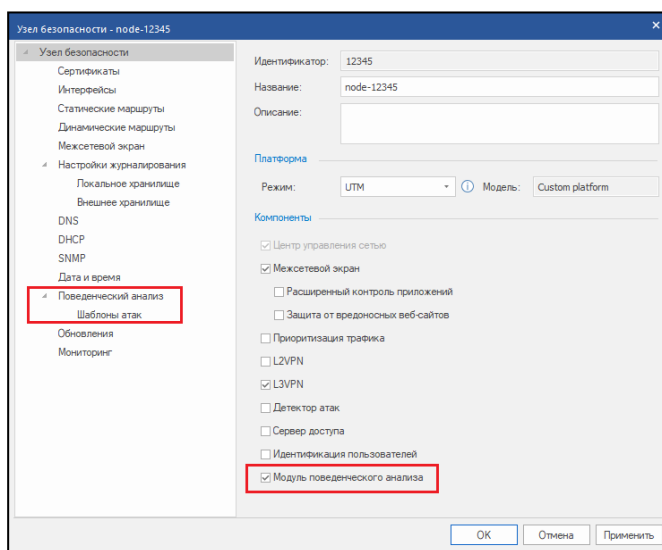 Узел безопасности - node-12345
Узел безопасности
Сертификаты
Интерфейсы
Статические маршруты
Динамические маршруты
Межсетевой экран
Настройки журналирования
Локальное хранилище
Внешнее хранилище
DNS
DHCP
SNMP
Дата и время
Поведенческий анализ
Шаблоны атак
Обновления
Мониторинг
Идентификатор: 12345
Название: node-12345
Описание:
Платформа
Режим: UTM Модель: Custom platform
Компоненты
Центр управления сетью
Межсетевой экран
Расширенный контроль приложений
Защита от вредоносных веб-сайтов
Приоритизация трафика
L2VPN
L3VPN
Детектор атак
Сервер доступа
Идентификация пользователей
Модуль поведенческого анализа
OK Отмена Применить